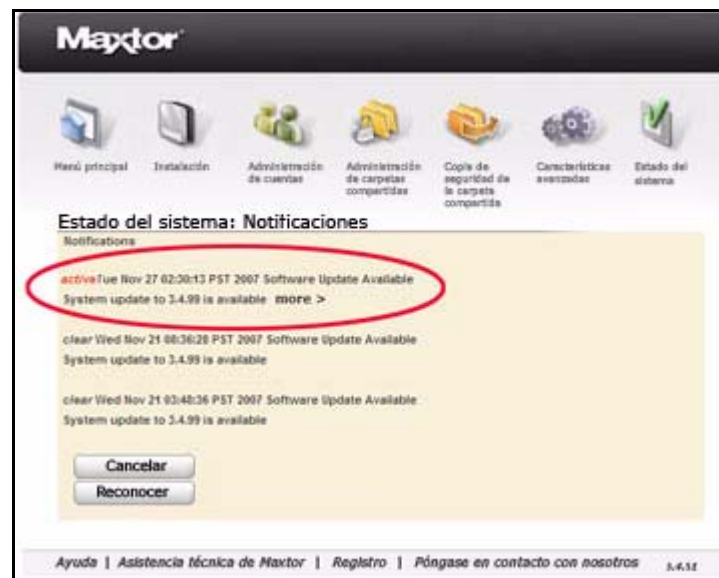 Maxtor
Menú principal
Instalación
Administración de cuentas
Administración de carpetas compartidas
Copia de seguridad de la carpeta compartida
Características avanzadas
Estado del sistema
Estado del sistema: Notificaciones
Notifications
active Tue Nov 27 02:30:13 PST 2007 Software Update Available
System update to 3.4.99 is available more >
clear Wed Nov 21 08:36:28 PST 2007 Software Update Available
System update to 3.4.99 is available
clear Wed Nov 21 03:48:36 PST 2007 Software Update Available
System update to 3.4.99 is available
Cancelar
Reconocer
Ayuda | Asistencia técnica de Maxtor | Registro | Póngase en contacto con nosotros